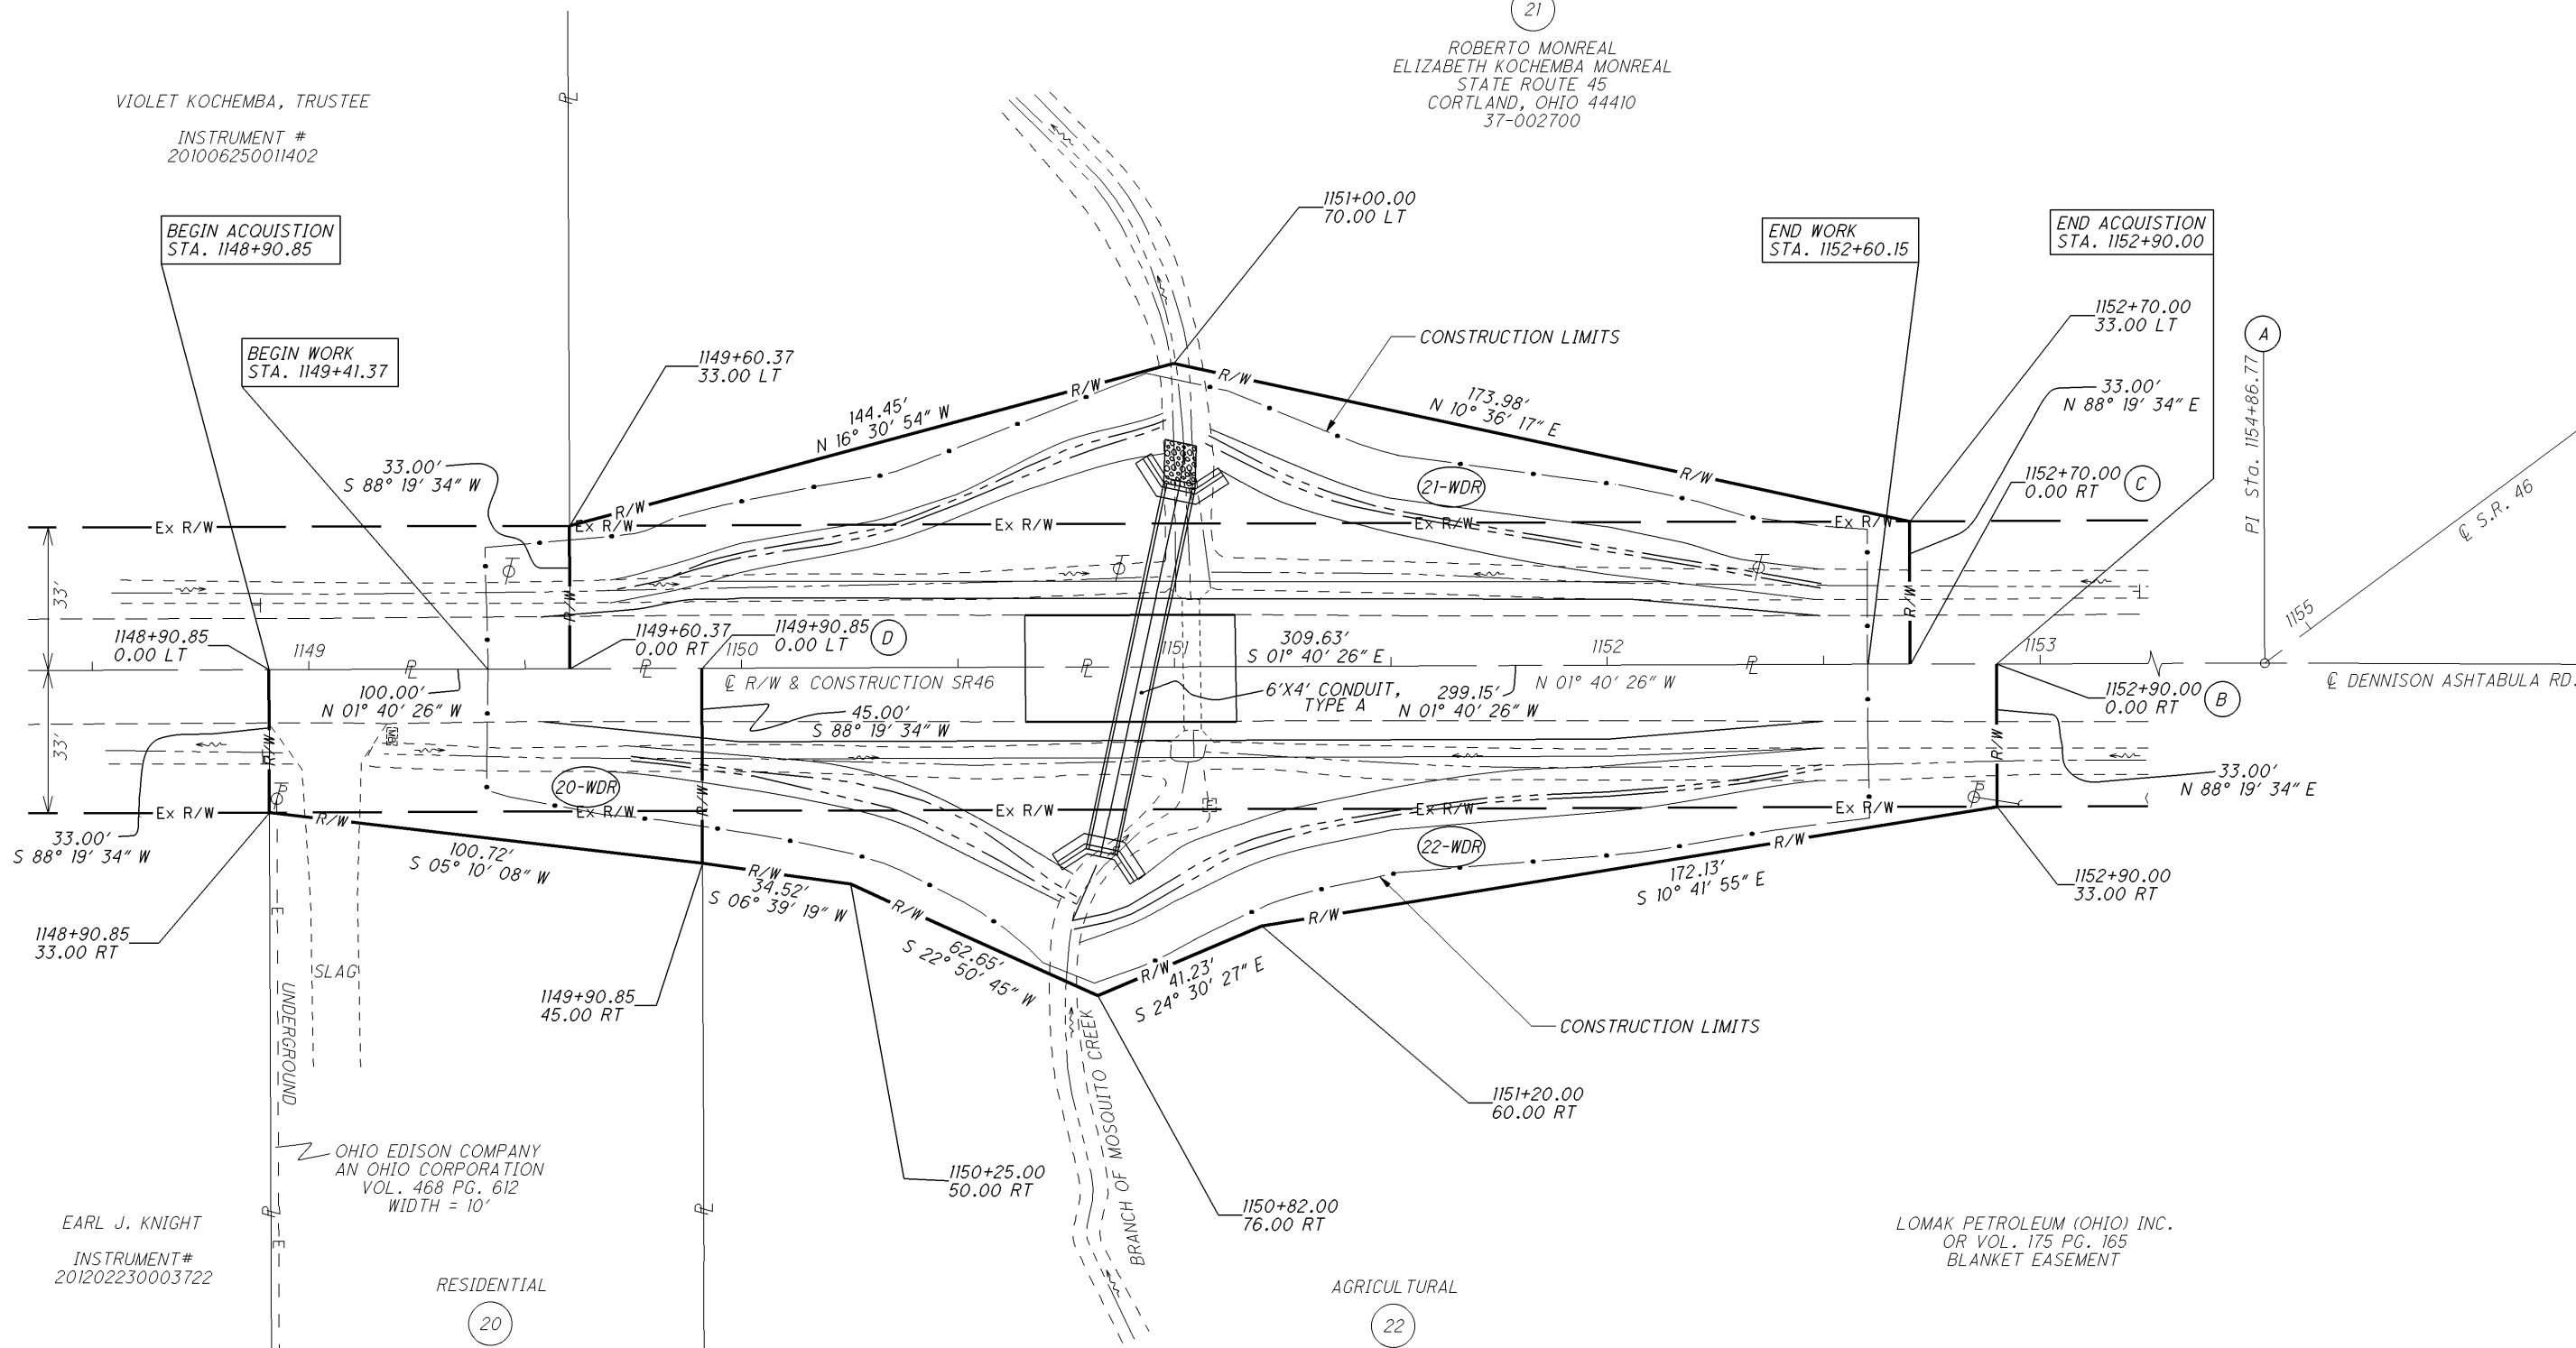 21
ROBERTO MONREAL
ELIZABETH KOCHEMBA MONREAL
STATE ROUTE 45
CORTLAND, OHIO 44410
37-002700
VIOLET KOCHEMBA, TRUSTEE
INSTRUMENT #
201006250011402
PL
BEGIN ACQUISTION
STA. 1148+90.85
BEGIN WORK
STA. 1149+41.37
1151+00.00
70.00 LT
END WORK
STA. 1152+60.15
END ACQUISTION
STA. 1152+90.00
1152+70.00
33.00 LT
A
PI Sta. 1154+86.77
CONSTRUCTION LIMITS
1149+60.37
33.00 LT
R/W
R/W
144.45'
N 16° 30' 54" W
173.98'
N 10° 36' 17" E
33.00'
N 88° 19' 34" E
33.00'
S 88° 19' 34" W
R/W
R/W
21-WDR
1152+70.00
0.00 RT
C
℄ S.R. 46
Ex R/W
Ex R/W
Ex R/W
Ex R/W
Ex R/W
33'
T
R/W
R/W
T
1155
1148+90.85
0.00 LT
1149
1149+60.37
0.00 RT
1149+90.85
0.00 LT
D
1150
1151
309.63'
S 01° 40' 26" E
1152
1153
PL
PL
PL
PL
℄ R/W & CONSTRUCTION SR46
100.00'
N 01° 40' 26" W
6'X4' CONDUIT,
TYPE A
299.15'
N 01° 40' 26" W
N 01° 40' 26" W
1152+90.00
0.00 RT
B
℄ DENNISON ASHTABULA RD.
45.00'
S 88° 19' 34" W
33'
MB
R/W
R/W
R/W
20-WDR
33.00'
N 88° 19' 34" E
Ex R/W
Ex R/W
Ex R/W
Ex R/W
Ex R/W
E
R/W
33.00'
S 88° 19' 34" W
100.72'
S 05° 10' 08" W
R/W
34.52'
S 06° 39' 19" W
R/W
22-WDR
R/W
172.13'
S 10° 41' 55" E
R/W
1152+90.00
33.00 RT
1148+90.85
33.00 RT
E
SLAG
UNDERGROUND
62.65'
S 22° 50' 45" W
R/W
41.23'
S 24° 30' 27" E
1149+90.85
45.00 RT
CONSTRUCTION LIMITS
1151+20.00
60.00 RT
BRANCH OF MOSQUITO CREEK
OHIO EDISON COMPANY
AN OHIO CORPORATION
VOL. 468 PG. 612
WIDTH = 10'
1150+25.00
50.00 RT
1150+82.00
76.00 RT
PL
PL
E
EARL J. KNIGHT
INSTRUMENT#
201202230003722
LOMAK PETROLEUM (OHIO) INC.
OR VOL. 175 PG. 165
BLANKET EASEMENT
RESIDENTIAL
20
AGRICULTURAL
22